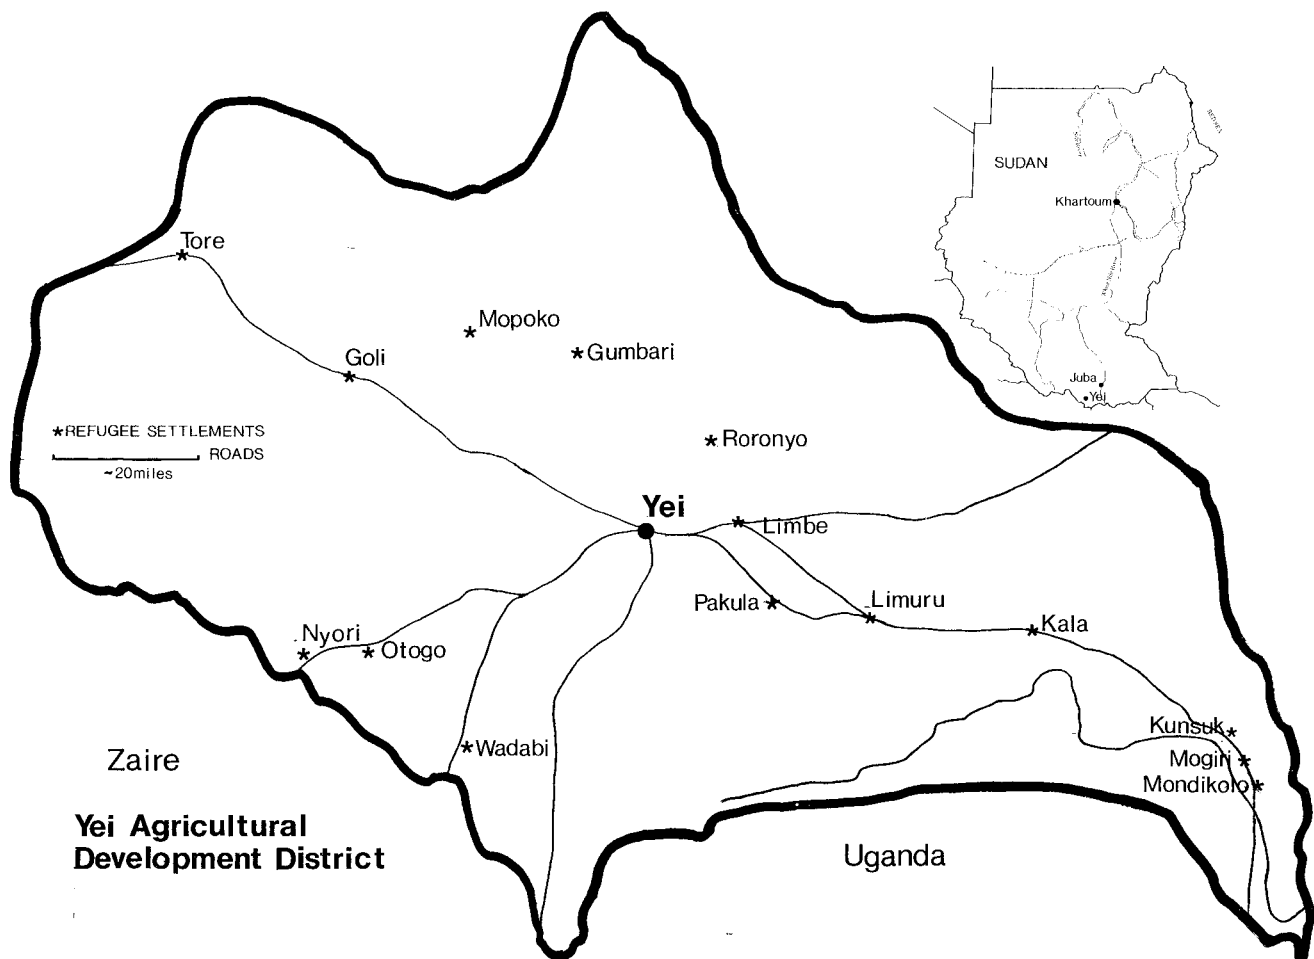 SUDAN
Khartoum
Juba
Yei
Tore
Mopoko
Gumbari
Goli
*REFUGEE SETTLEMENTS
ROADS
~20miles
Roronyo
Yei
Limbe
Pakula
Limuru
Kala
Nyori
Otogo
Kunsuk
Wadabi
Mogiri
Mondikolo
Zaire
Yei Agricultural
Development District
Uganda